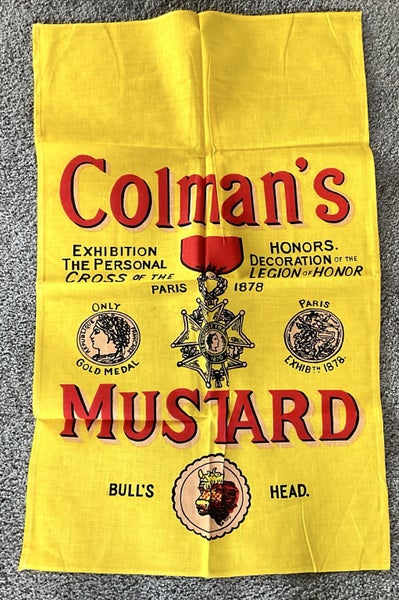 Colman's
EXHIBITION HONORS.
THE PERSONAL DECORATION OF THE
CROSS OF THE LEGION OF HONOR
PARIS 1878
ONLY PARIS
GOLD MEDAL EXHIBTN 1878.
MUSTARD
BULL'S HEAD.